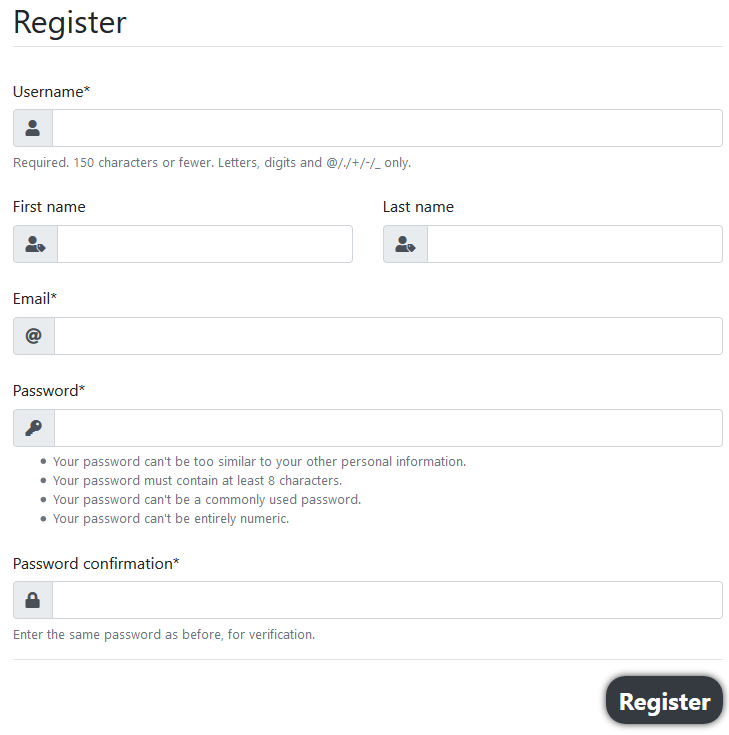 Register
Username*
Required. 150 characters or fewer. Letters, digits and @/./+/-/_ only.
First name
Last name
Email*
@
Password*
Your password can't be too similar to your other personal information.
Your password must contain at least 8 characters.
Your password can't be a commonly used password.
Your password can't be entirely numeric.
Password confirmation*
Enter the same password as before, for verification.
Register